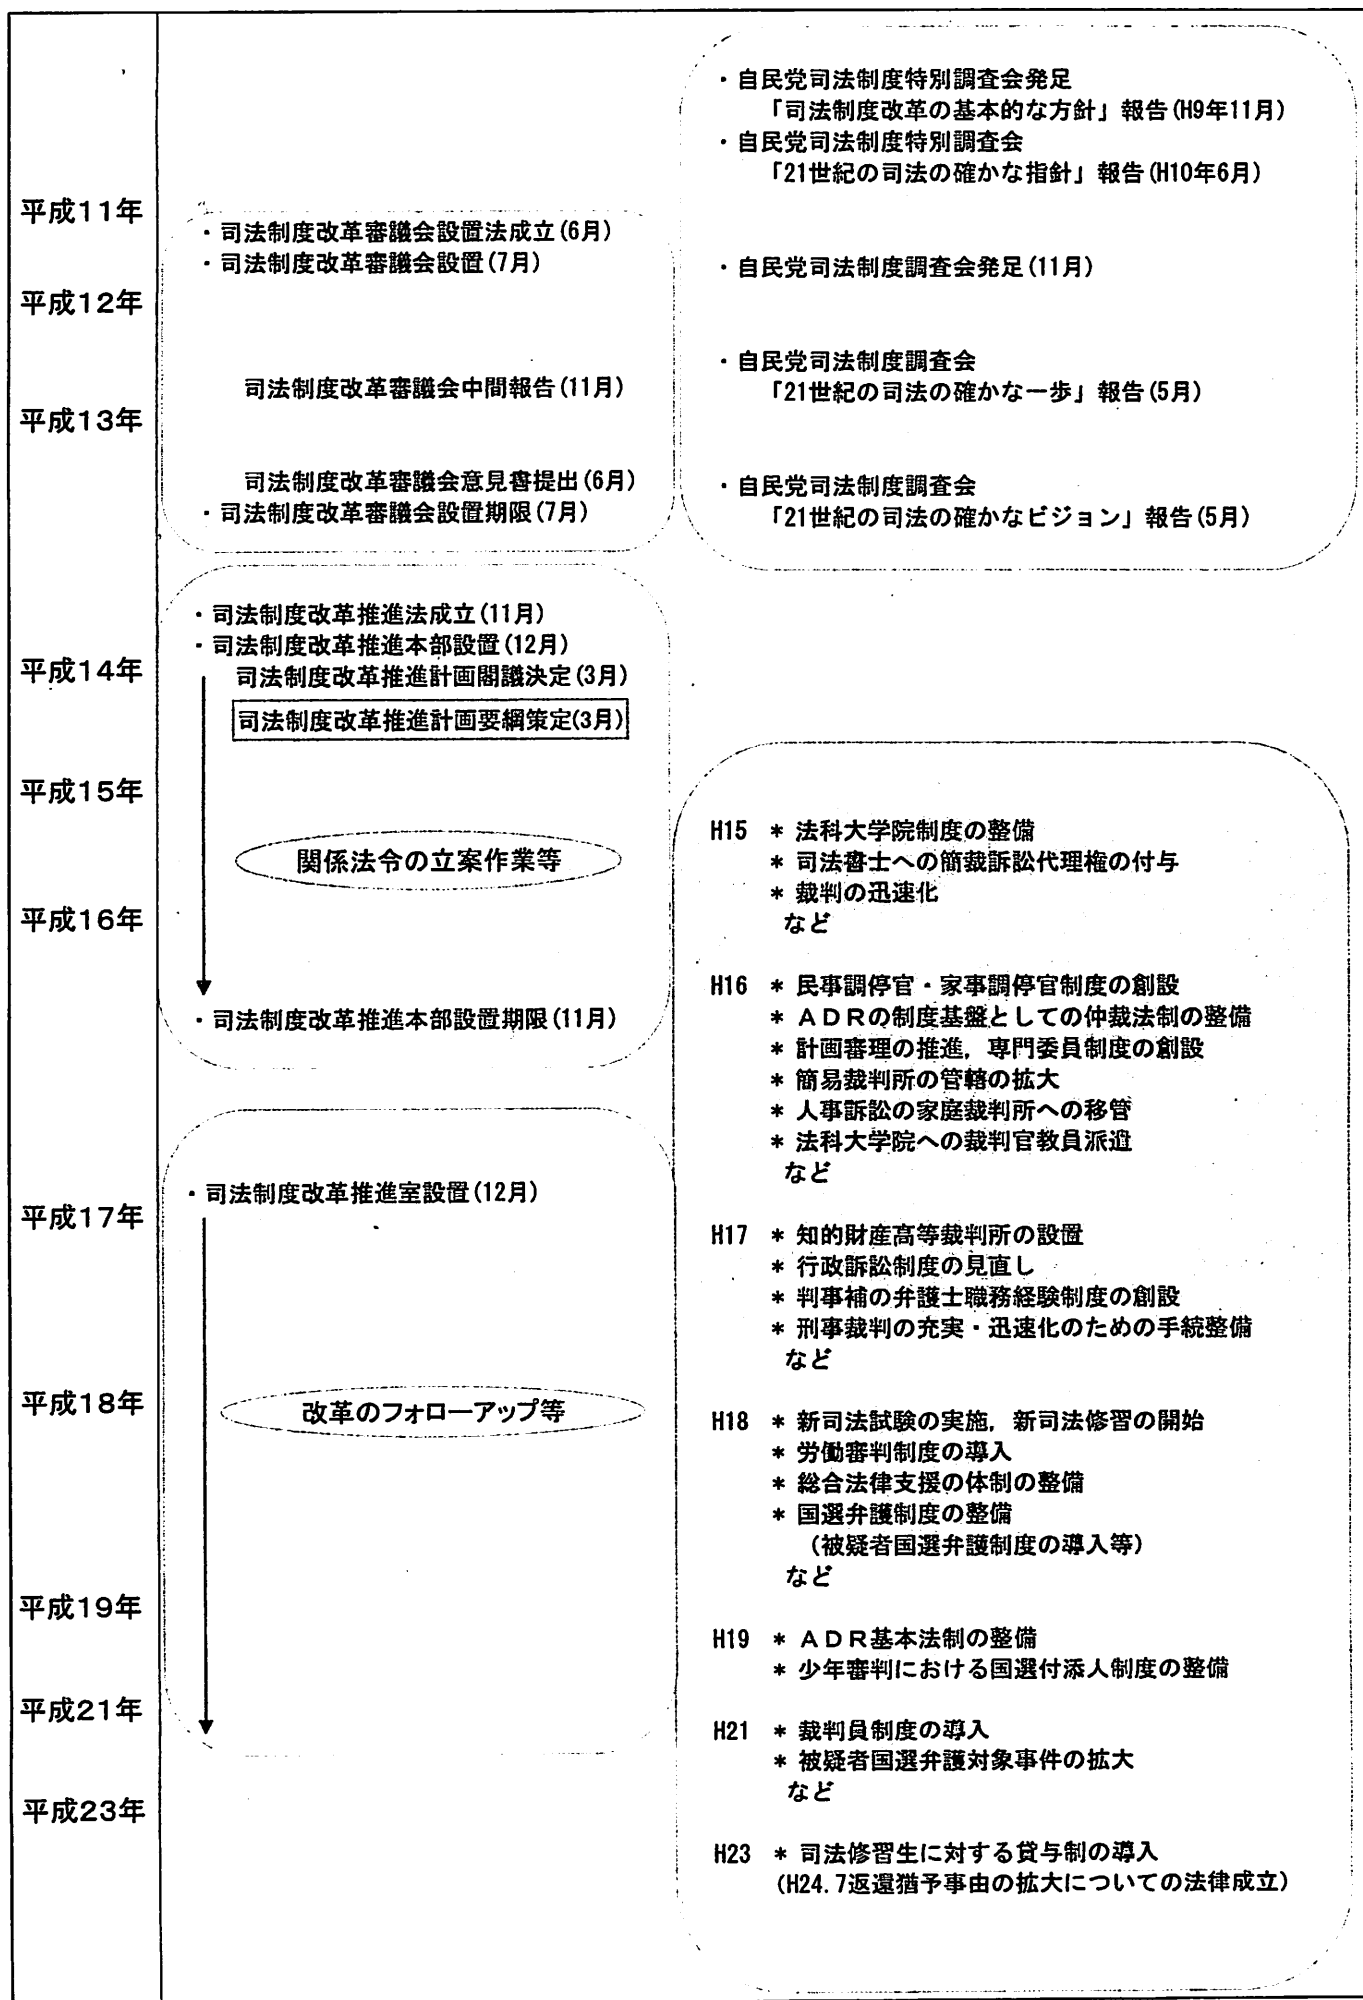 ・自民党司法制度特別調査会発足
「司法制度改革の基本的な方針」報告(H9年11月)
・自民党司法制度特別調査会
「21世紀の司法の確かな指針」報告(H10年6月)
平成11年
・司法制度改革審議会設置法成立(6月)
・司法制度改革審議会設置(7月)
・自民党司法制度調査会発足(11月)
平成12年
・自民党司法制度調査会
「21世紀の司法の確かな一歩」報告(5月)
司法制度改革審議会中間報告(11月)
平成13年
司法制度改革審議会意見書提出(6月)
・司法制度改革審議会設置期限(7月)
・自民党司法制度調査会
「21世紀の司法の確かなビジョン」報告(5月)
・司法制度改革推進法成立(11月)
・司法制度改革推進本部設置(12月)
平成14年
司法制度改革推進計画閣議決定(3月)
司法制度改革推進計画要綱策定(3月)
平成15年
関係法令の立案作業等
平成16年
・司法制度改革推進本部設置期限(11月)
H15 * 法科大学院制度の整備
* 司法書士への簡裁訴訟代理権の付与
* 裁判の迅速化
など
H16 * 民事調停官・家事調停官制度の創設
* ADRの制度基盤としての仲裁法制の整備
* 計画審理の推進，専門委員制度の創設
* 簡易裁判所の管轄の拡大
* 人事訴訟の家庭裁判所への移管
* 法科大学院への裁判官教員派遣
など
・司法制度改革推進室設置(12月)
平成17年
H17 * 知的財産高等裁判所の設置
* 行政訴訟制度の見直し
* 判事補の弁護士職務経験制度の創設
* 刑事裁判の充実・迅速化のための手続整備
など
平成18年
改革のフォローアップ等
H18 * 新司法試験の実施，新司法修習の開始
* 労働審判制度の導入
* 総合法律支援の体制の整備
* 国選弁護制度の整備
(被疑者国選弁護制度の導入等)
など
平成19年
H19 * ADR基本法制の整備
* 少年審判における国選付添人制度の整備
平成21年
H21 * 裁判員制度の導入
* 被疑者国選弁護対象事件の拡大
など
平成23年
H23 * 司法修習生に対する貸与制の導入
(H24.7返還猶予事由の拡大についての法律成立)